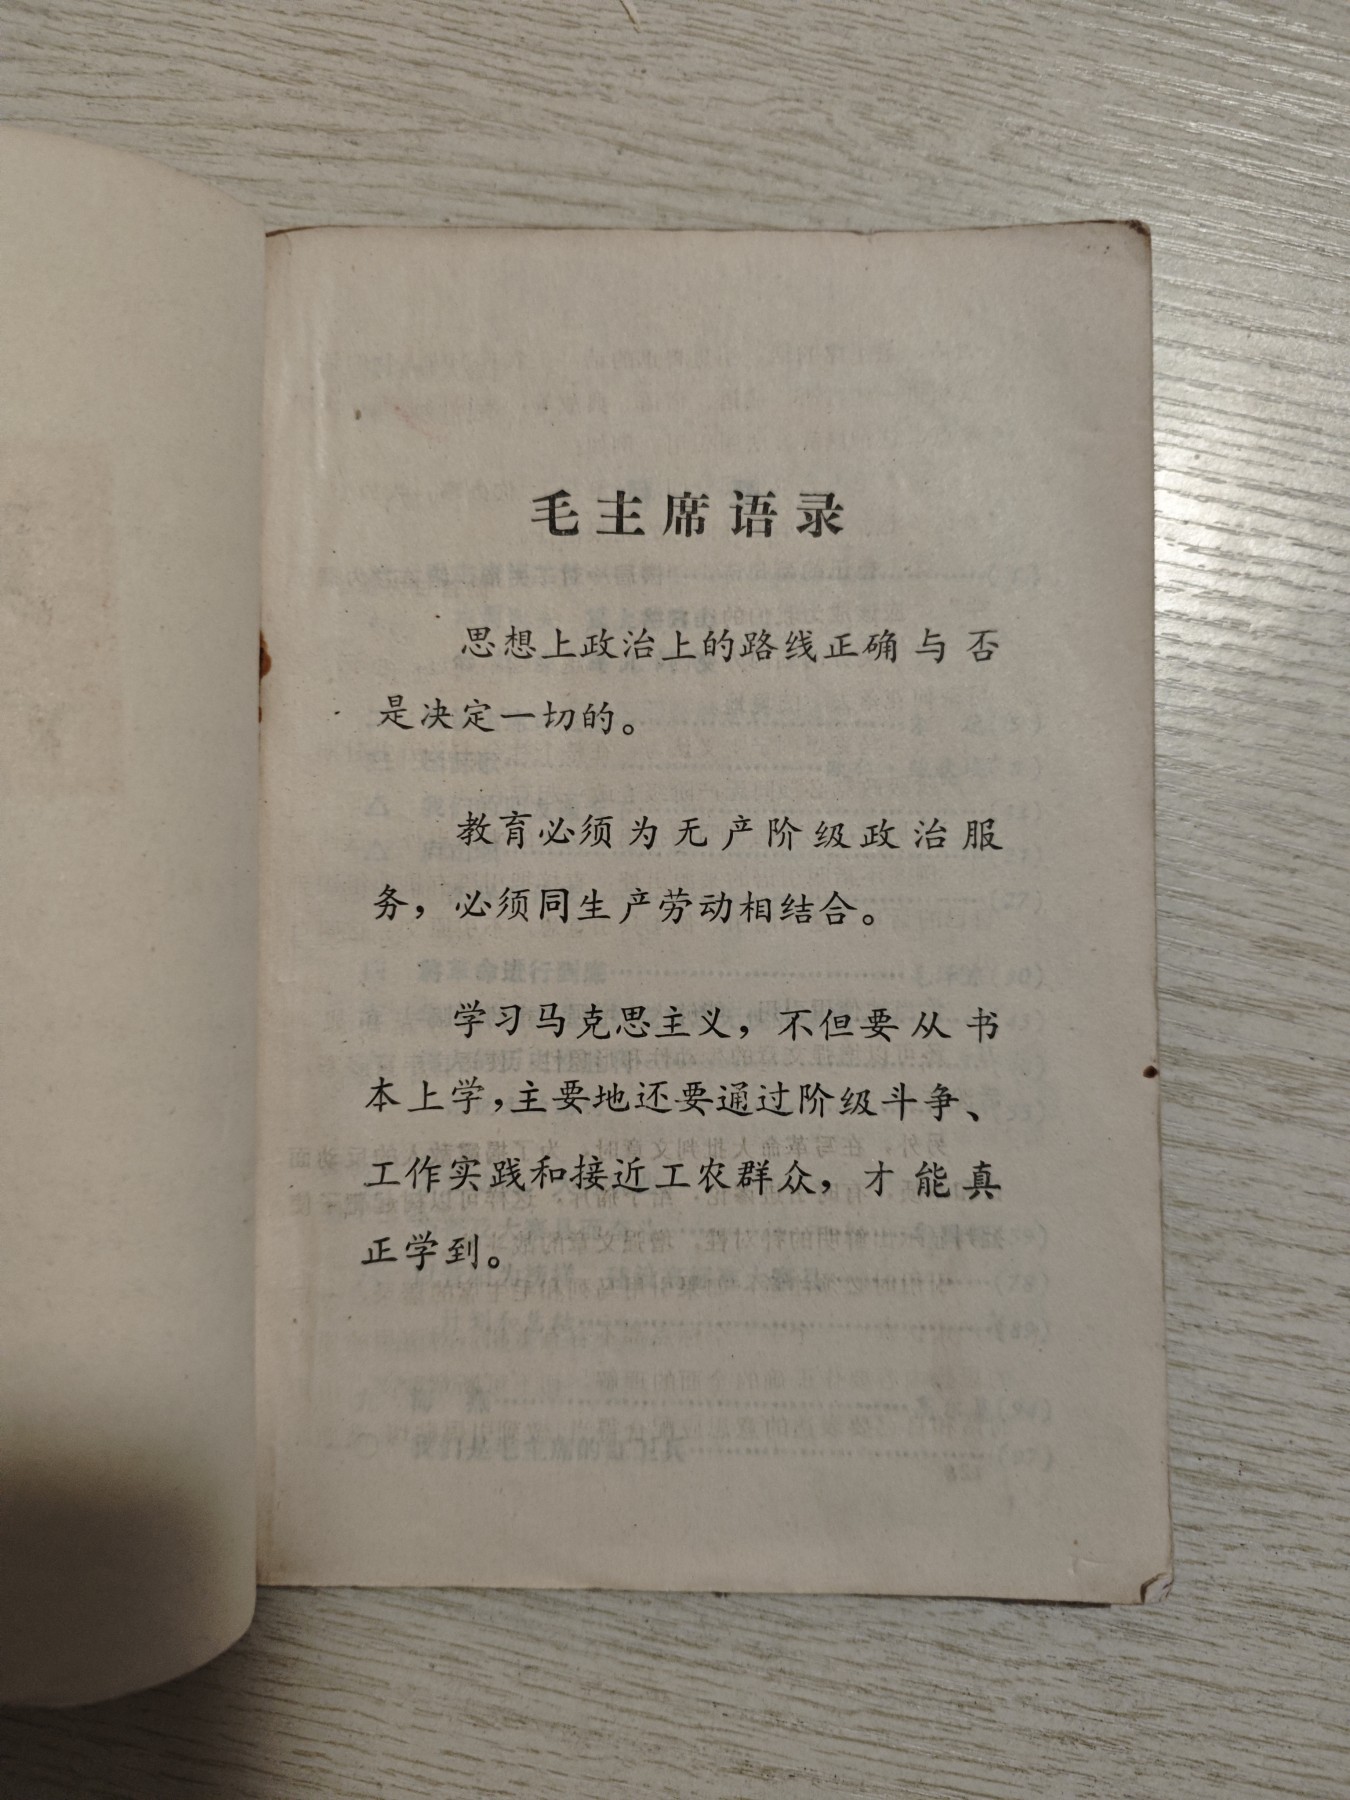 毛主席语录
思想上政治上的路线正确与否
是决定一切的。
教育必须为无产阶级政治服
务，必须同生产劳动相结合。
学习马克思主义，不但要从书
本上学，主要地还要通过阶级斗争、
工作实践和接近工农群众，才能真
正学到。